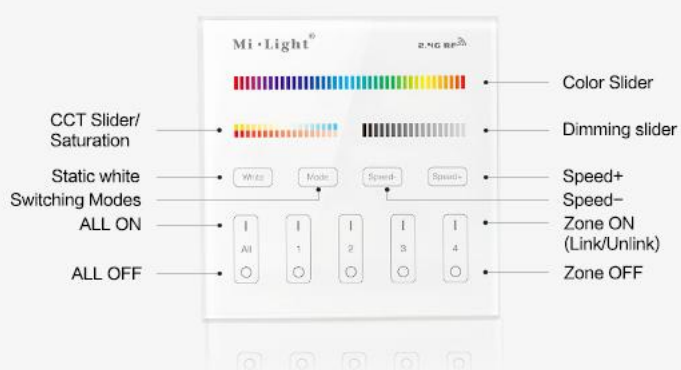 Mi·Light®
2.4G RF
Color Slider
CCT Slider/
Saturation
Dimming slider
Static white
White
Mode
Speed-
Speed+
Speed+
Switching Modes
Speed−
ALL ON
Zone ON
(Link/Unlink)
All
1
2
3
4
ALL OFF
Zone OFF